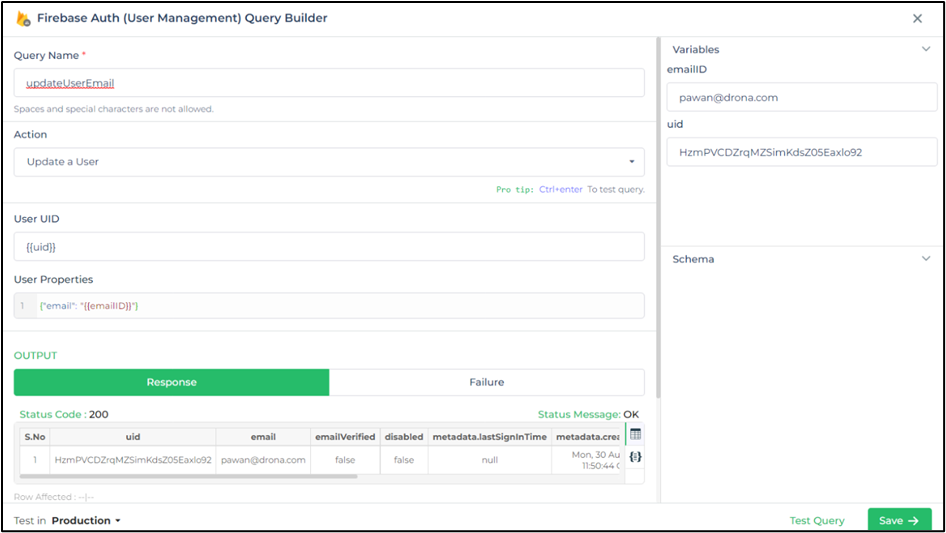 Firebase Auth (User Management) Query Builder
Query Name *
updateUserEmail
Spaces and special characters are not allowed.
Action
Update a User
Pro tip: Ctrl+enter To test query.
User UID
{{uid}}
User Properties
1 {"email": "{{emailID}}"}
OUTPUT
Response Failure
Status Code : 200 Status Message: OK
S.No uid email emailVerified disabled metadata.lastSignInTime metadata.crea
1 HzmPVCDZrqMZSimKdsZ05Eaxlo92 pawan@drona.com false false null Mon, 30 Au
11:50:44 G
Row Affected : --|--
Test in Production Test Query Save
Variables
emailID
pawan@drona.com
uid
HzmPVCDZrqMZSimKdsZ05Eaxlo92
Schema